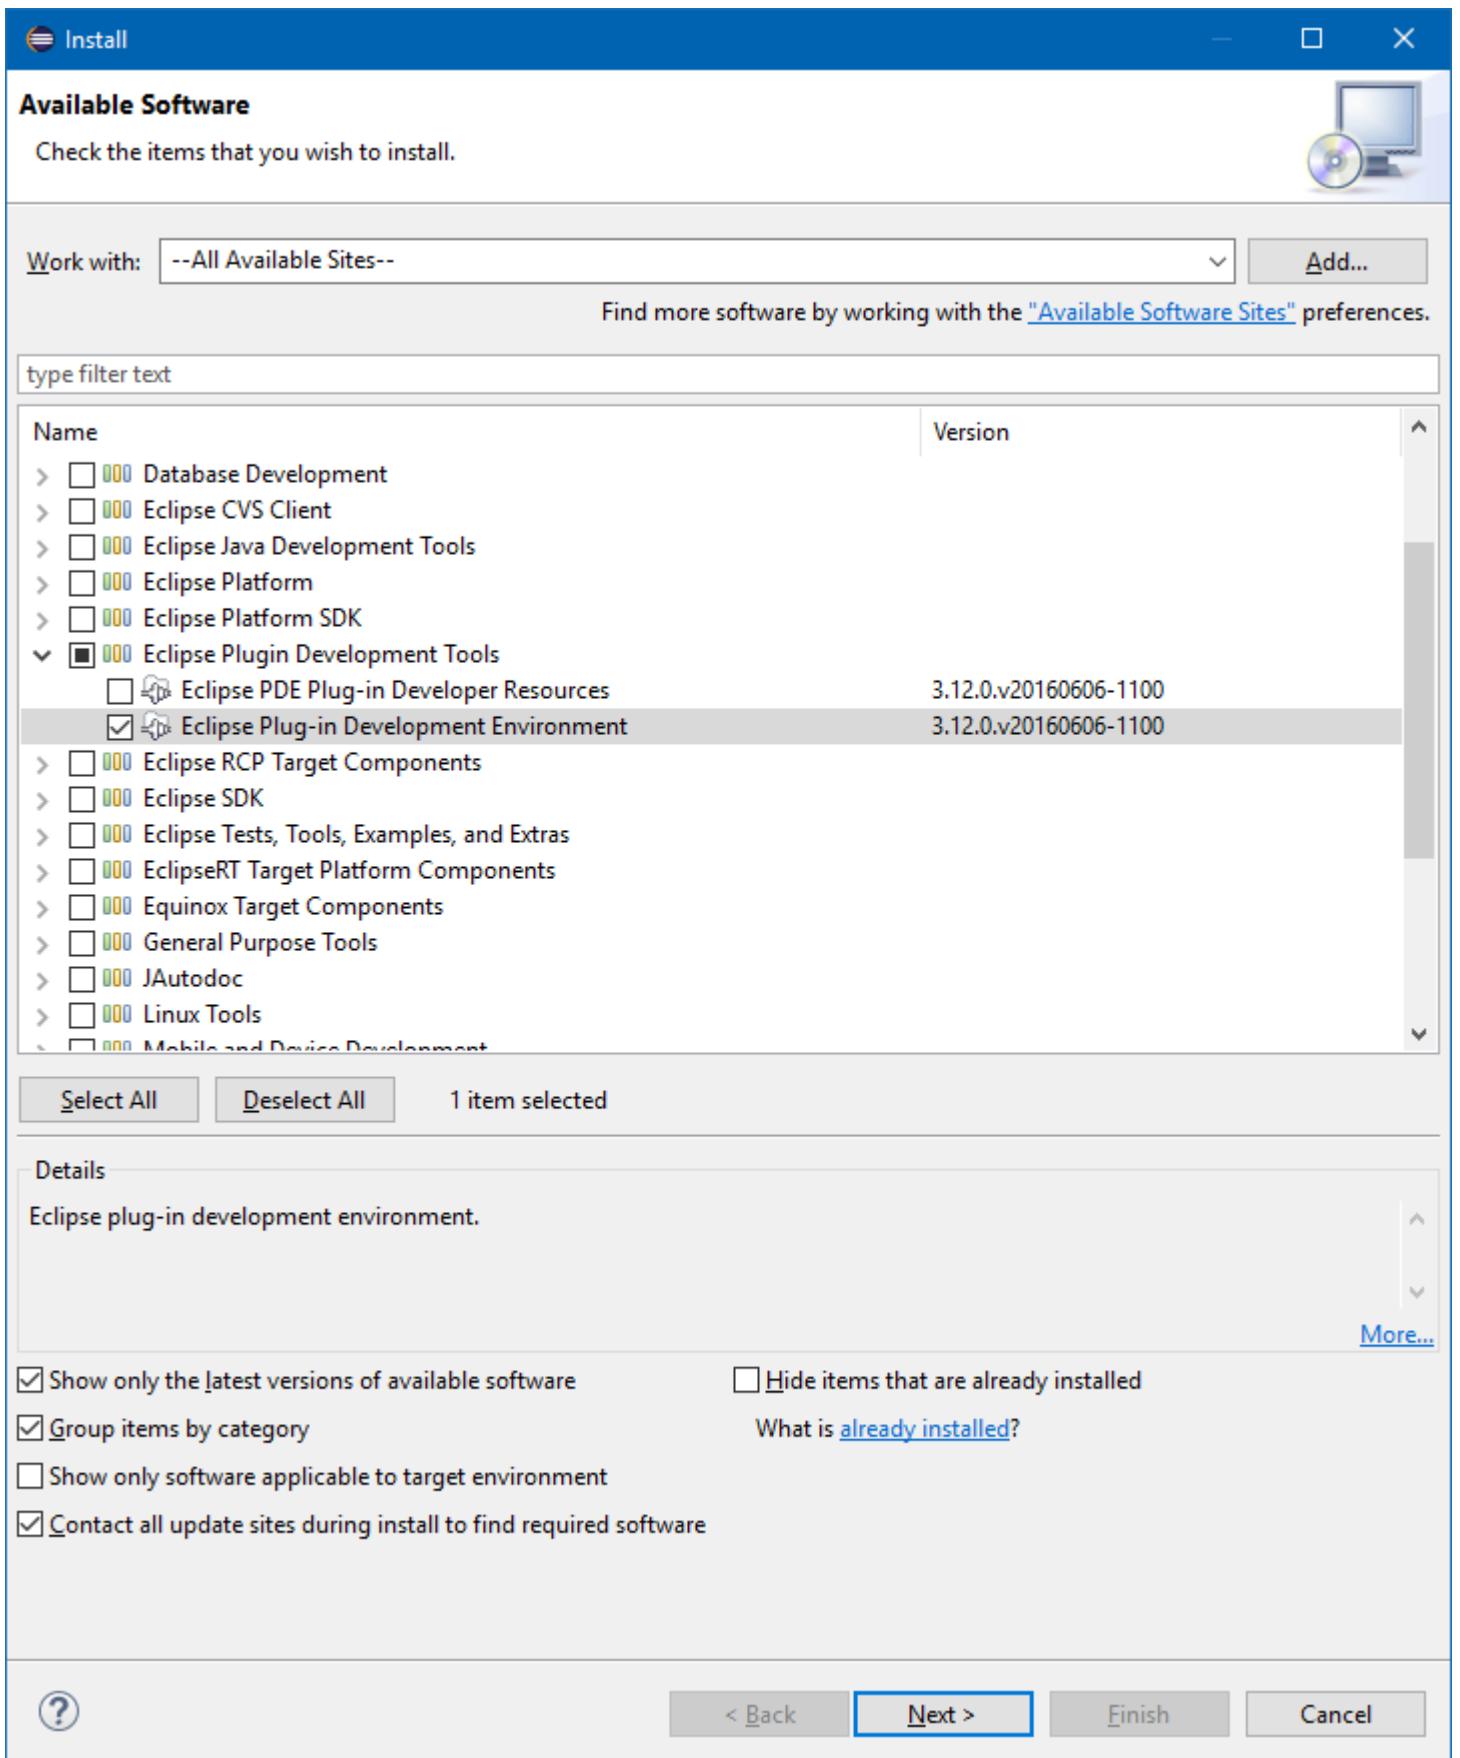 Install
Available Software
Check the items that you wish to install.
Work with: --All Available Sites-- Add...
Find more software by working with the "Available Software Sites" preferences.
type filter text
Name Version
Database Development
Eclipse CVS Client
Eclipse Java Development Tools
Eclipse Platform
Eclipse Platform SDK
Eclipse Plugin Development Tools
Eclipse PDE Plug-in Developer Resources 3.12.0.v20160606-1100
Eclipse Plug-in Development Environment 3.12.0.v20160606-1100
Eclipse RCP Target Components
Eclipse SDK
Eclipse Tests, Tools, Examples, and Extras
EclipseRT Target Platform Components
Equinox Target Components
General Purpose Tools
JAutodoc
Linux Tools
Mobile and Device Development
Select All Deselect All 1 item selected
Details
Eclipse plug-in development environment.
More...
Show only the latest versions of available software Hide items that are already installed
Group items by category What is already installed?
Show only software applicable to target environment
Contact all update sites during install to find required software
? < Back Next > Finish Cancel